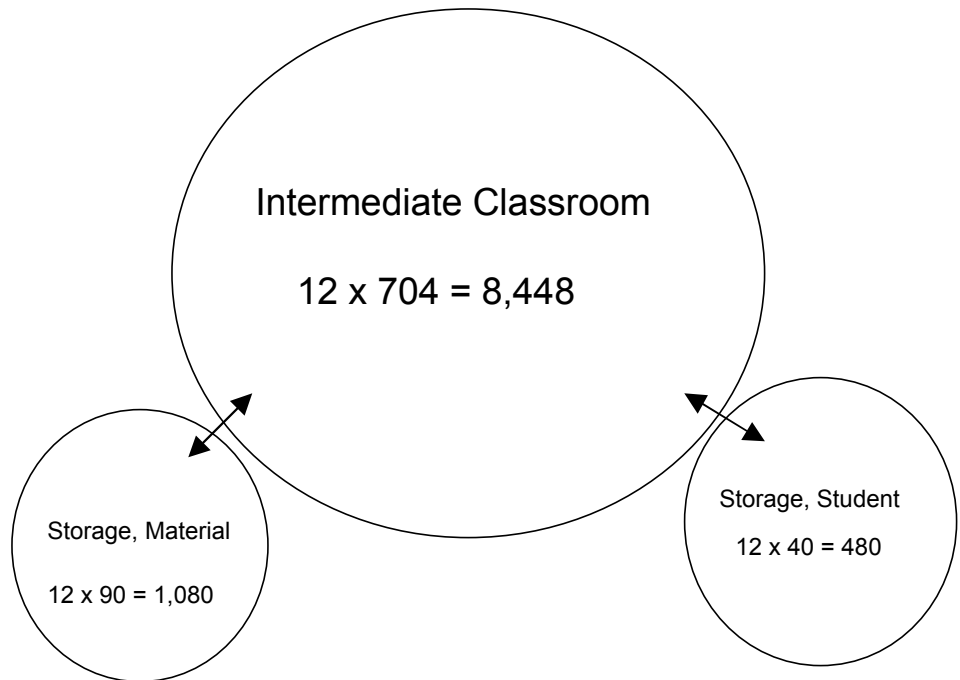 Intermediate Classroom
12 x 704 = 8,448
Storage, Material
12 x 90 = 1,080
Storage, Student
12 x 40 = 480